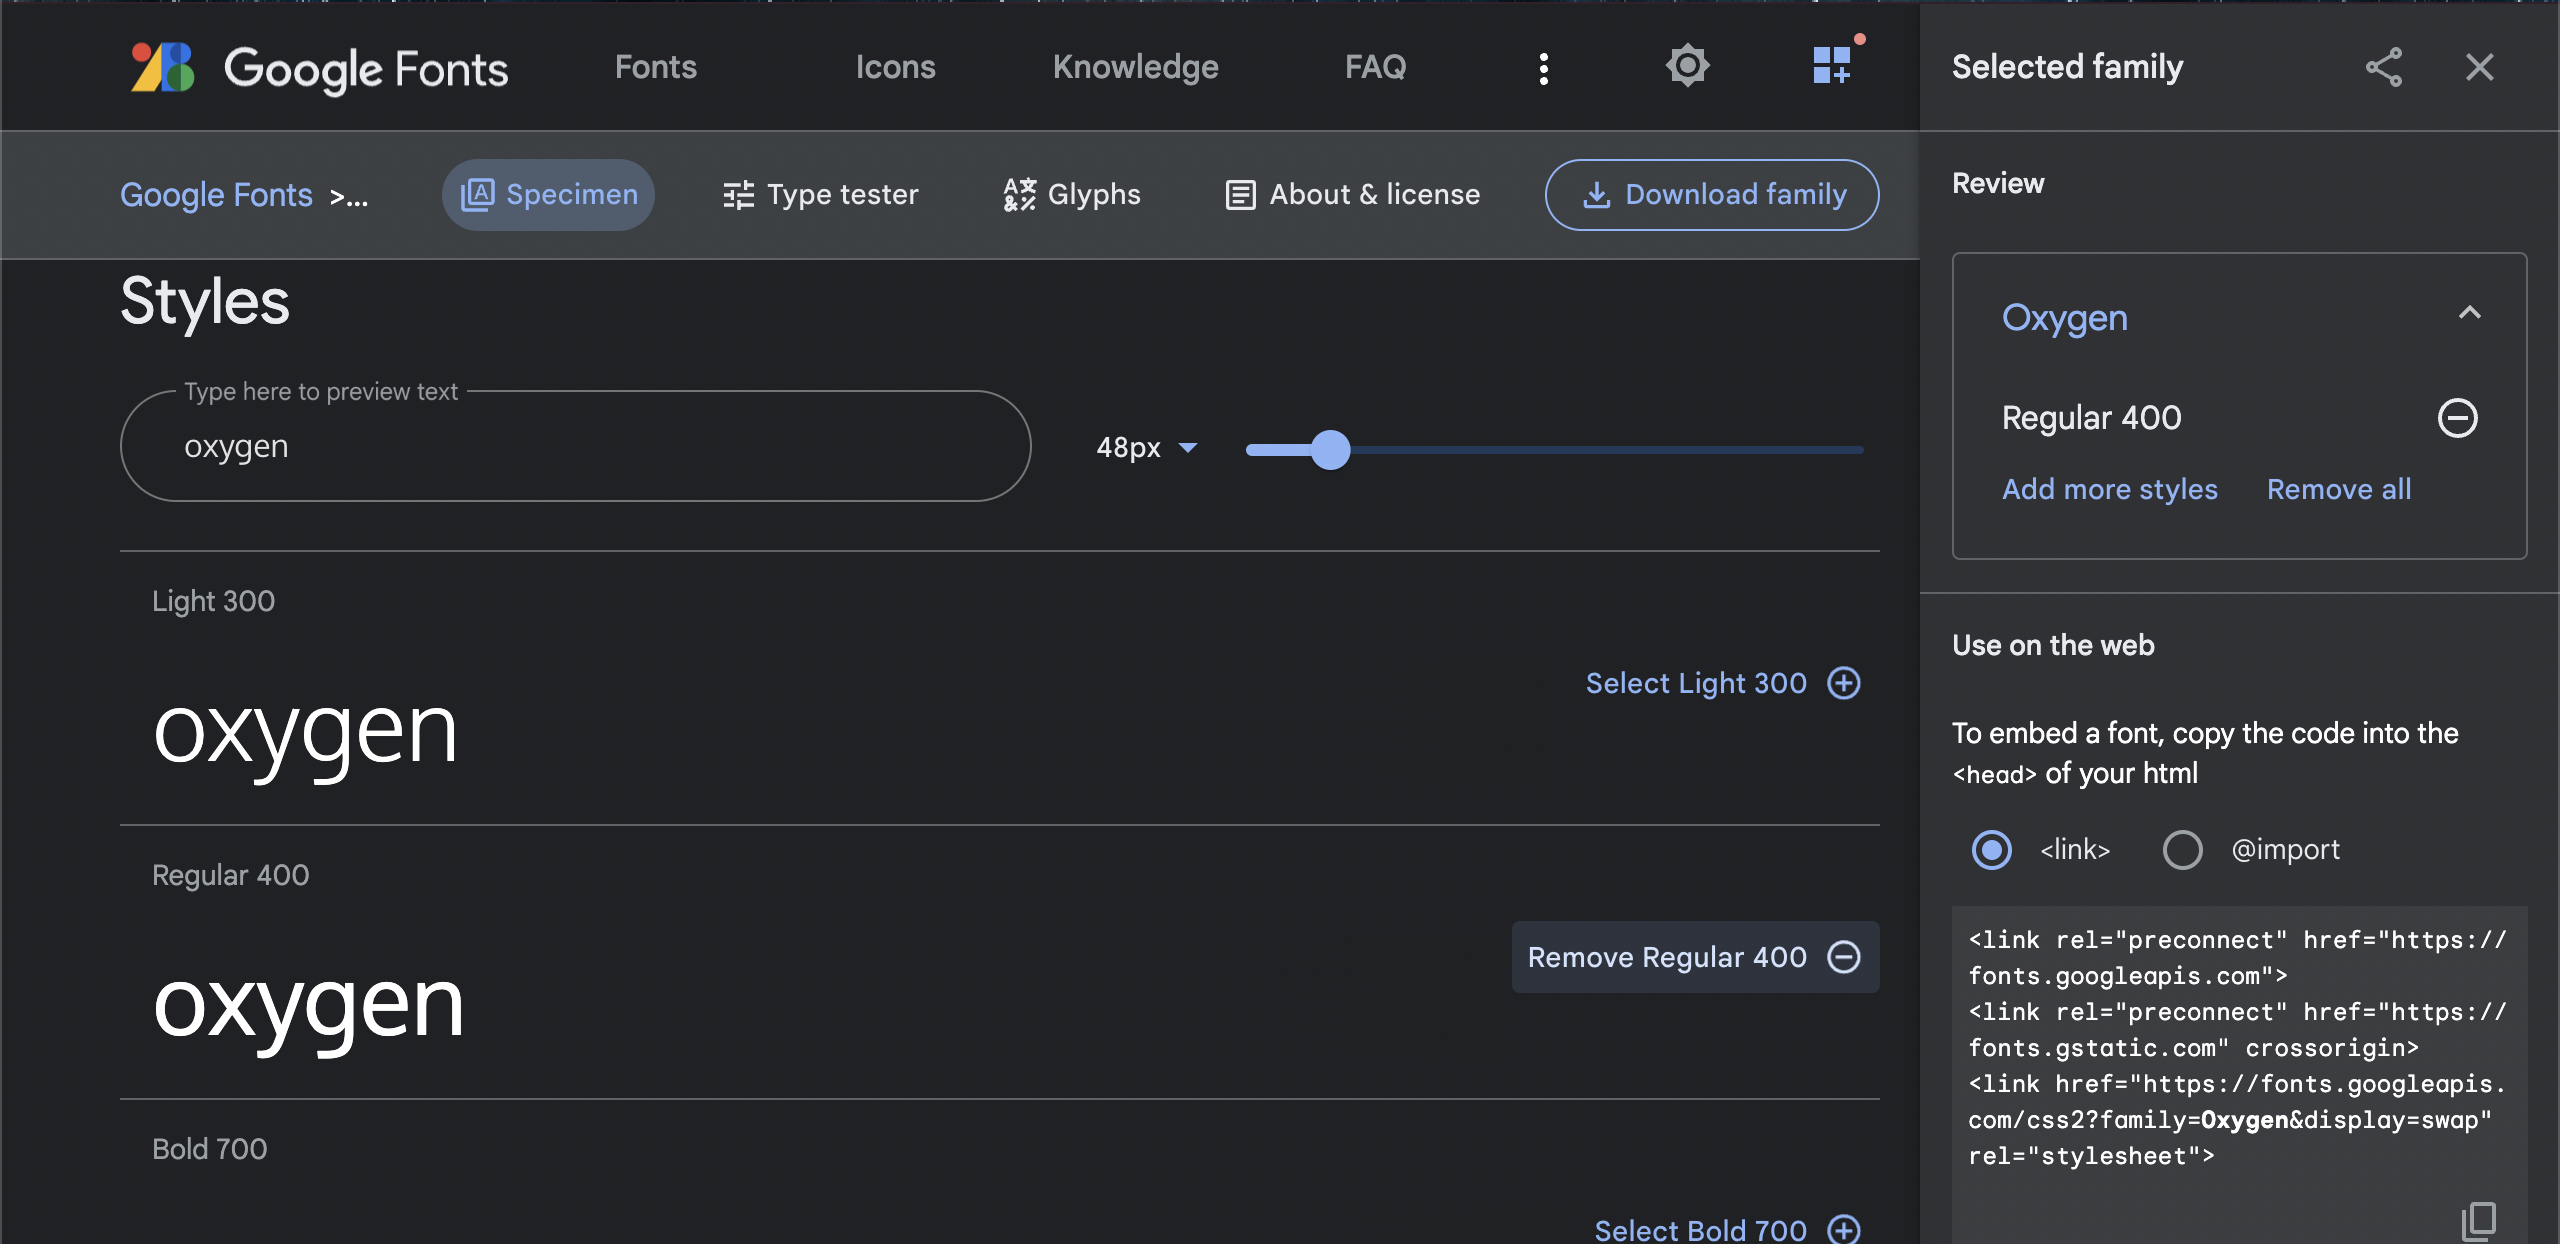 Google Fonts
Fonts
Icons
Knowledge
FAQ
Google Fonts >...
Specimen
Type tester
Glyphs
About & license
Download family
Styles
Type here to preview text
oxygen
48px
Light 300
Select Light 300
oxygen
Regular 400
Remove Regular 400
oxygen
Bold 700
Select Bold 700
Selected family
Review
Oxygen
Regular 400
Add more styles
Remove all
Use on the web
To embed a font, copy the code into the
<head> of your html
<link>
@import
<link rel="preconnect" href="https://
fonts.googleapis.com">
<link rel="preconnect" href="https://
fonts.gstatic.com" crossorigin>
<link href="https://fonts.googleapis.
com/css2?family=Oxygen&display=swap"
rel="stylesheet">